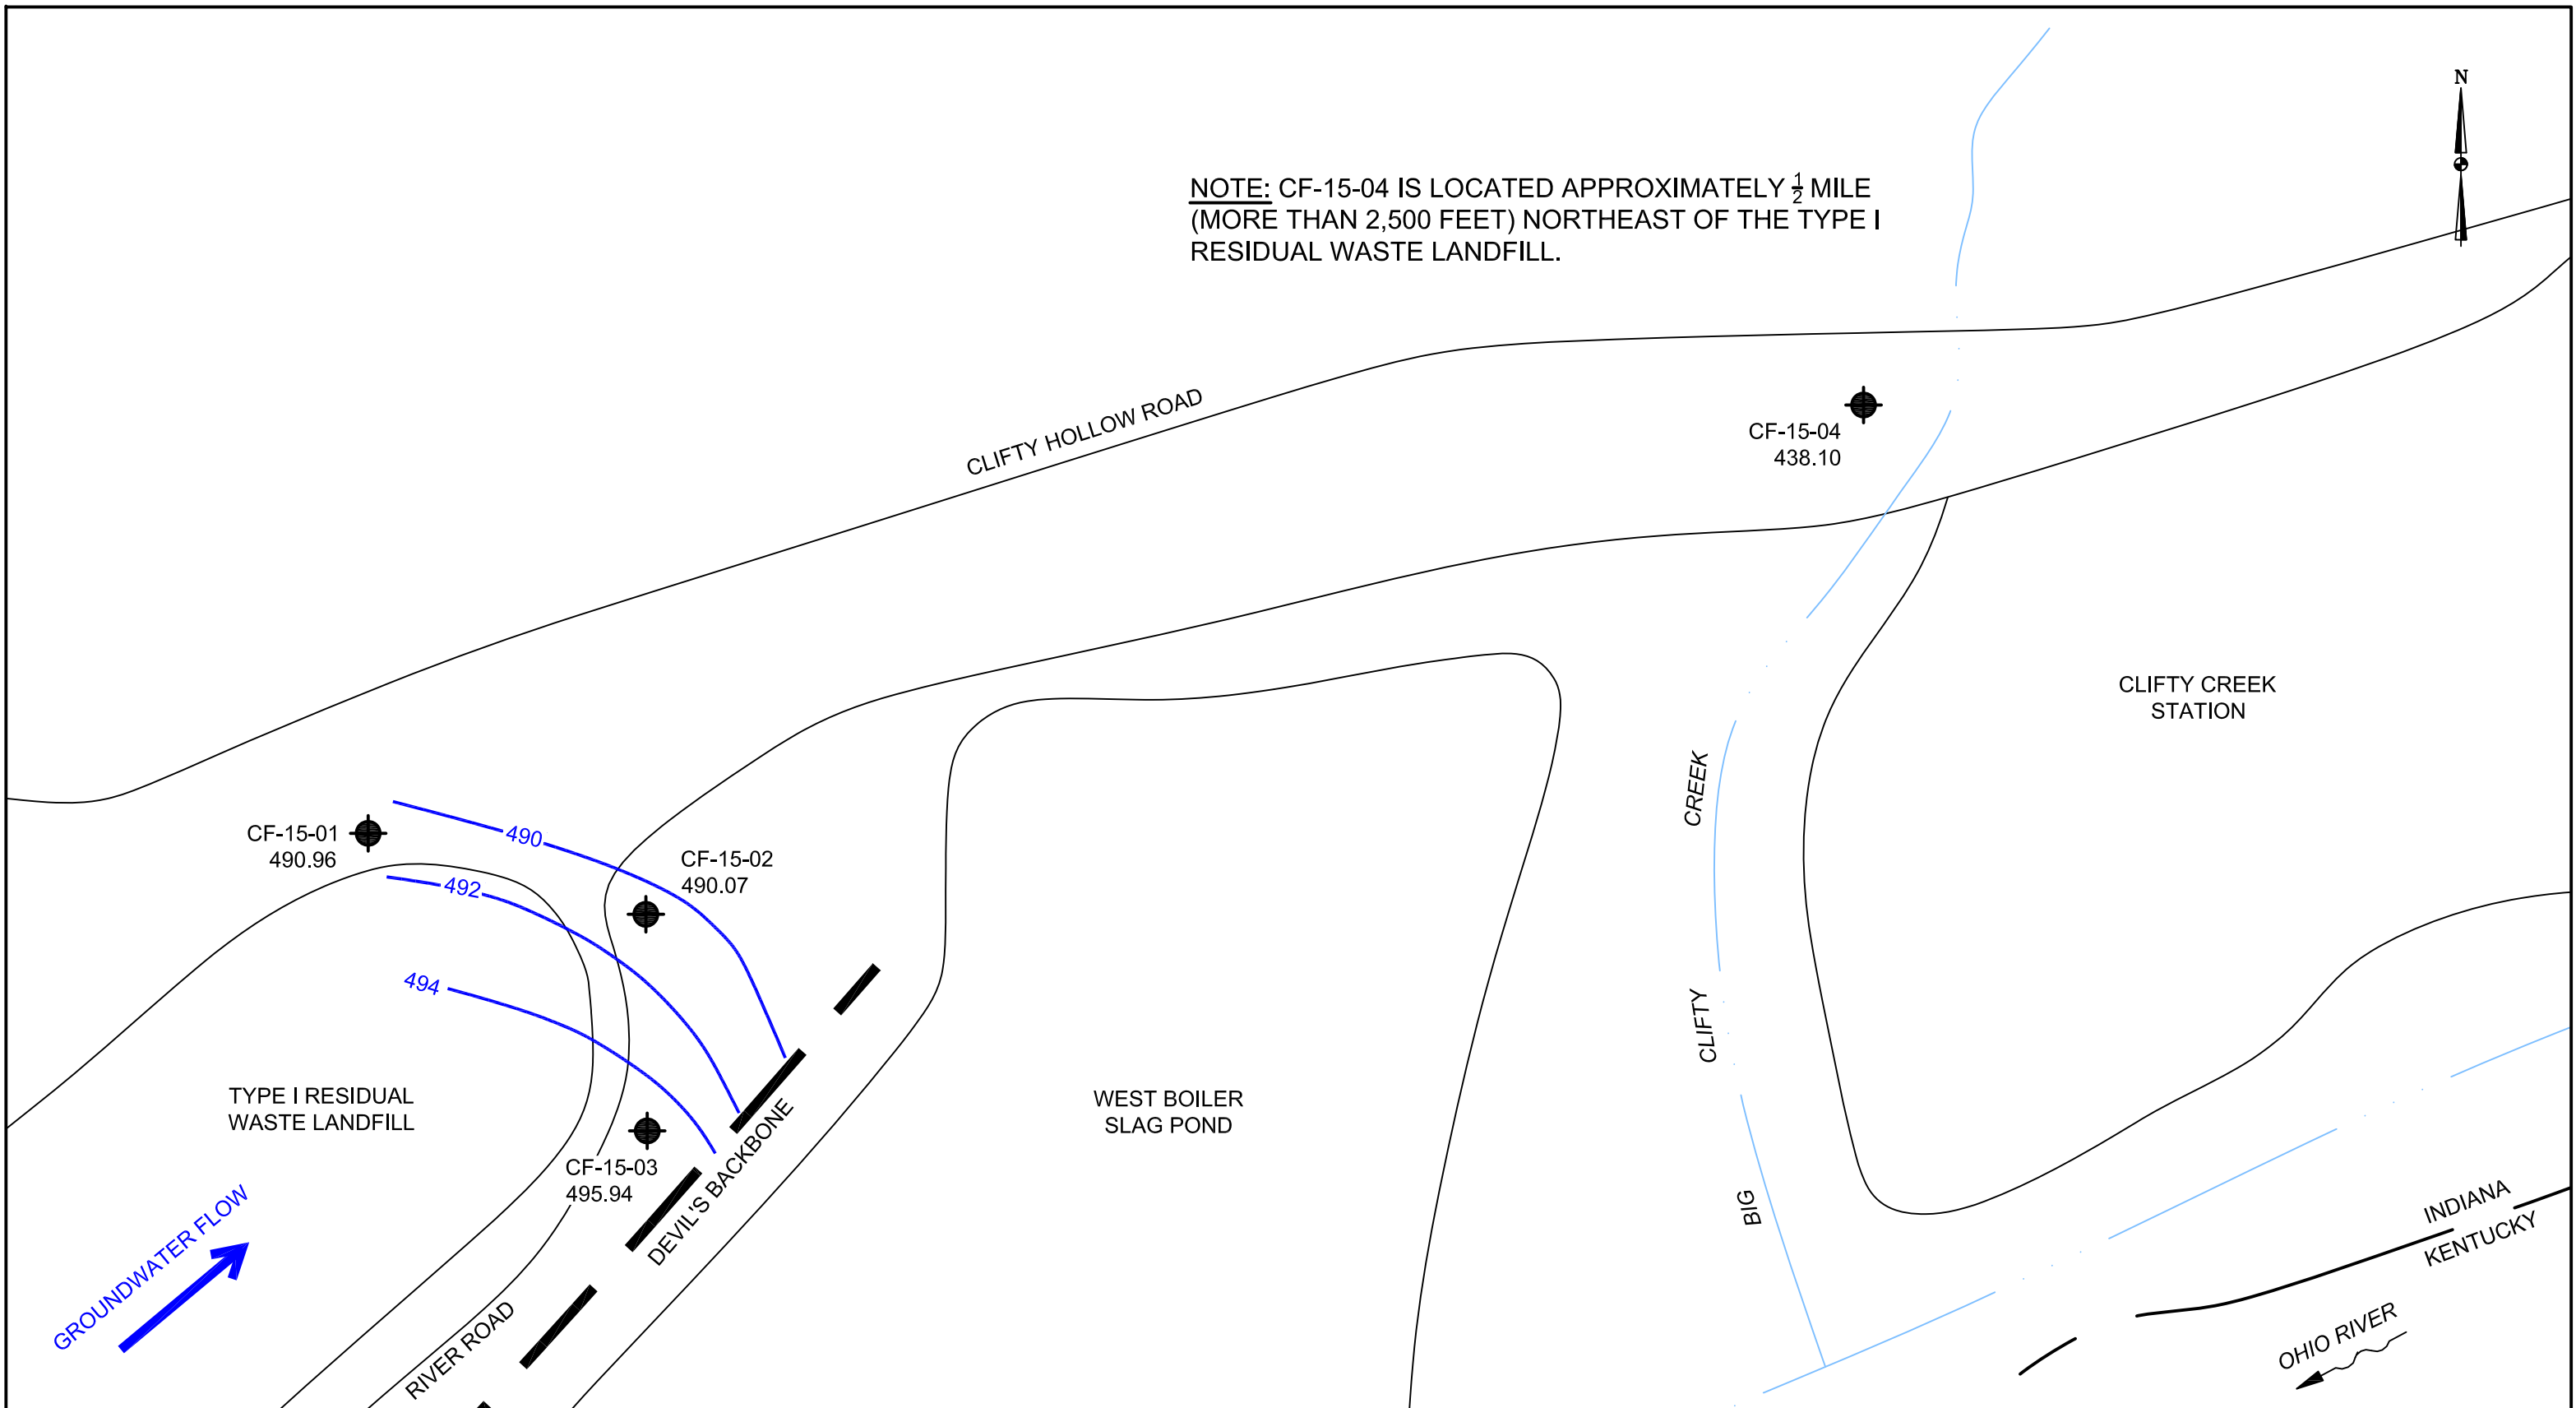 N
NOTE: CF-15-04 IS LOCATED APPROXIMATELY 1/2 MILE
(MORE THAN 2,500 FEET) NORTHEAST OF THE TYPE I
RESIDUAL WASTE LANDFILL.
CLIFTY HOLLOW ROAD
CF-15-04
438.10
CLIFTY CREEK
STATION
CF-15-01
490.96
490
CF-15-02
490.07
492
494
TYPE I RESIDUAL
WASTE LANDFILL
WEST BOILER
SLAG POND
CF-15-03
495.94
DEVIL'S BACKBONE
BIG CLIFTY CREEK
GROUNDWATER FLOW
RIVER ROAD
INDIANA
KENTUCKY
OHIO RIVER